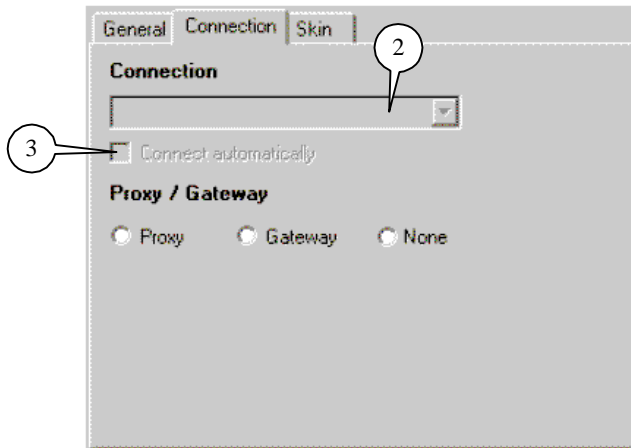 General Connection Skin
2
Connection
3
Connect automatically
Proxy / Gateway
Proxy Gateway None